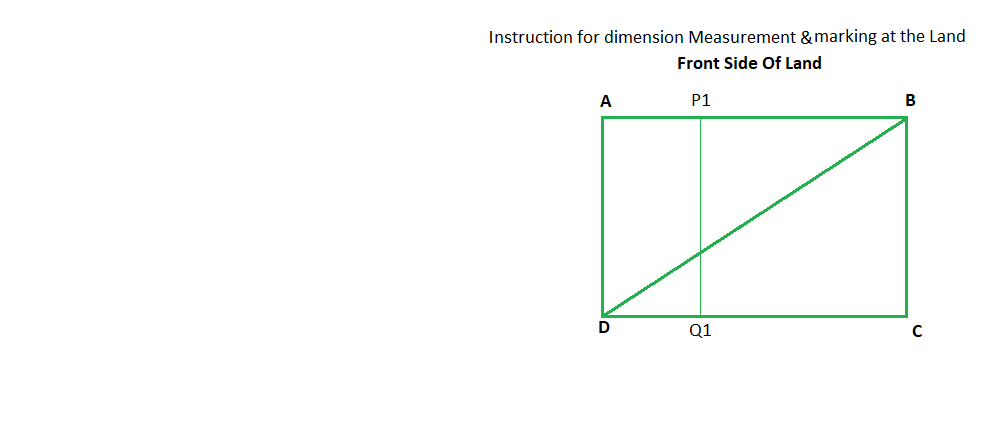 Instruction for dimension Measurement & marking at the Land
Front Side Of Land
A P1 B
D Q1 C